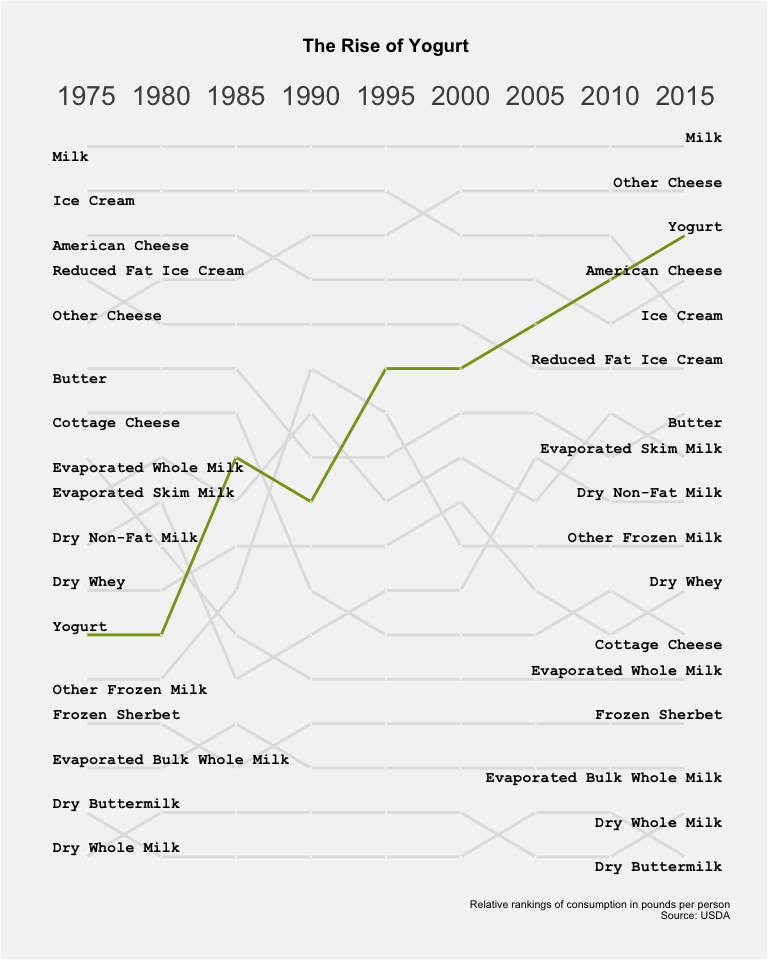 The Rise of Yogurt
1975 1980 1985 1990 1995 2000 2005 2010 2015
Milk
Milk
Other Cheese
Ice Cream
Yogurt
American Cheese
Reduced Fat Ice Cream
American Cheese
Other Cheese
Ice Cream
Reduced Fat Ice Cream
Butter
Cottage Cheese
Butter
Evaporated Skim Milk
Evaporated Whole Milk
Evaporated Skim Milk
Dry Non-Fat Milk
Dry Non-Fat Milk
Other Frozen Milk
Dry Whey
Dry Whey
Yogurt
Cottage Cheese
Evaporated Whole Milk
Other Frozen Milk
Frozen Sherbet
Frozen Sherbet
Evaporated Bulk Whole Milk
Evaporated Bulk Whole Milk
Dry Buttermilk
Dry Whole Milk
Dry Whole Milk
Dry Buttermilk
Relative rankings of consumption in pounds per person
Source: USDA